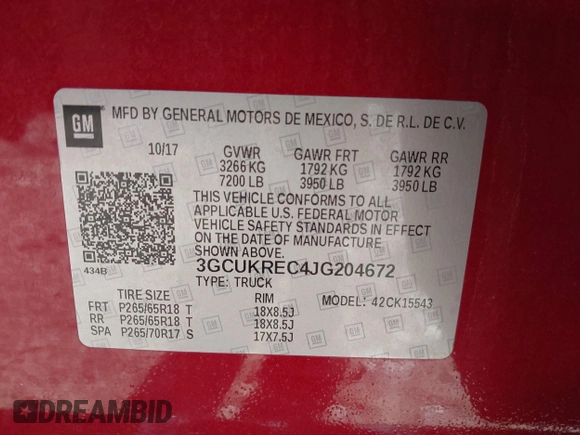 GM
MFD BY GENERAL MOTORS DE MEXICO, S. DE R.L. DE C.V.
10/17 GVWR GAWR FRT GAWR RR
3266 KG 1792 KG 1792 KG
7200 LB 3950 LB 3950 LB
THIS VEHICLE CONFORMS TO ALL
APPLICABLE U.S. FEDERAL MOTOR
VEHICLE SAFETY STANDARDS IN EFFECT
ON THE DATE OF MANUFACTURE
SHOWN ABOVE.
434B
3GCUKREC4JG204672
TYPE: TRUCK
TIRE SIZE RIM MODEL: 42CK15543
FRT P265/65R18 T 18X8.5J
RR P265/65R18 T 18X8.5J
SPA P265/70R17 S 17X7.5J
DREAMBID